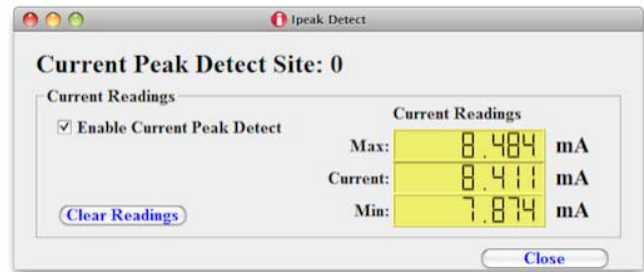 Ipeak Detect
Current Peak Detect Site: 0
Current Readings
Enable Current Peak Detect
Current Readings
Max: 8.484 mA
Current: 8.411 mA
Min: 7.874 mA
Clear Readings
Close